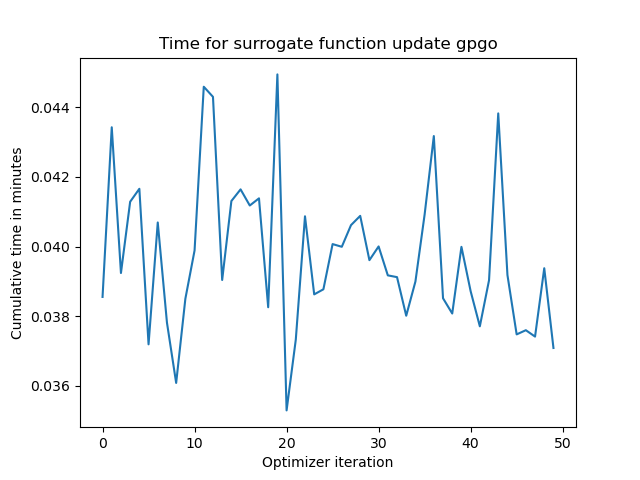 Time for surrogate function update gpgo
Cumulative time in minutes
0.044
0.042
0.040
0.038
0.036
0 10 20 30 40 50
Optimizer iteration